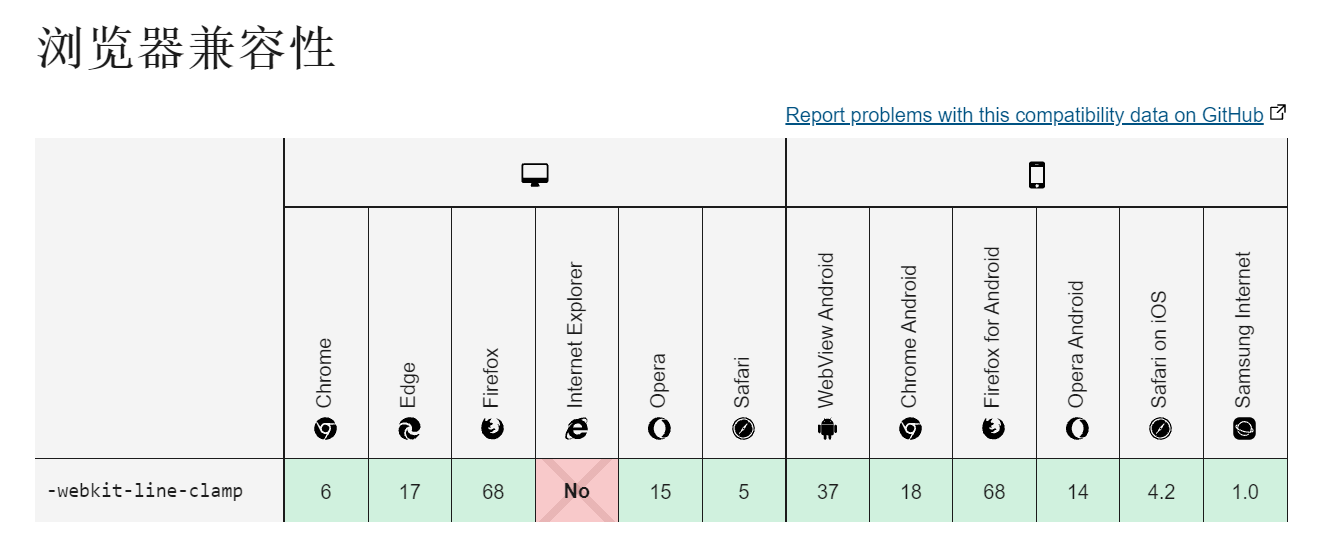 浏览器兼容性
Report problems with this compatibility data on GitHub
Chrome
Edge
Firefox
Internet Explorer
Opera
Safari
WebView Android
Chrome Android
Firefox for Android
Opera Android
Safari on iOS
Samsung Internet
-webkit-line-clamp 6 17 68 No 15 5 37 18 68 14 4.2 1.0